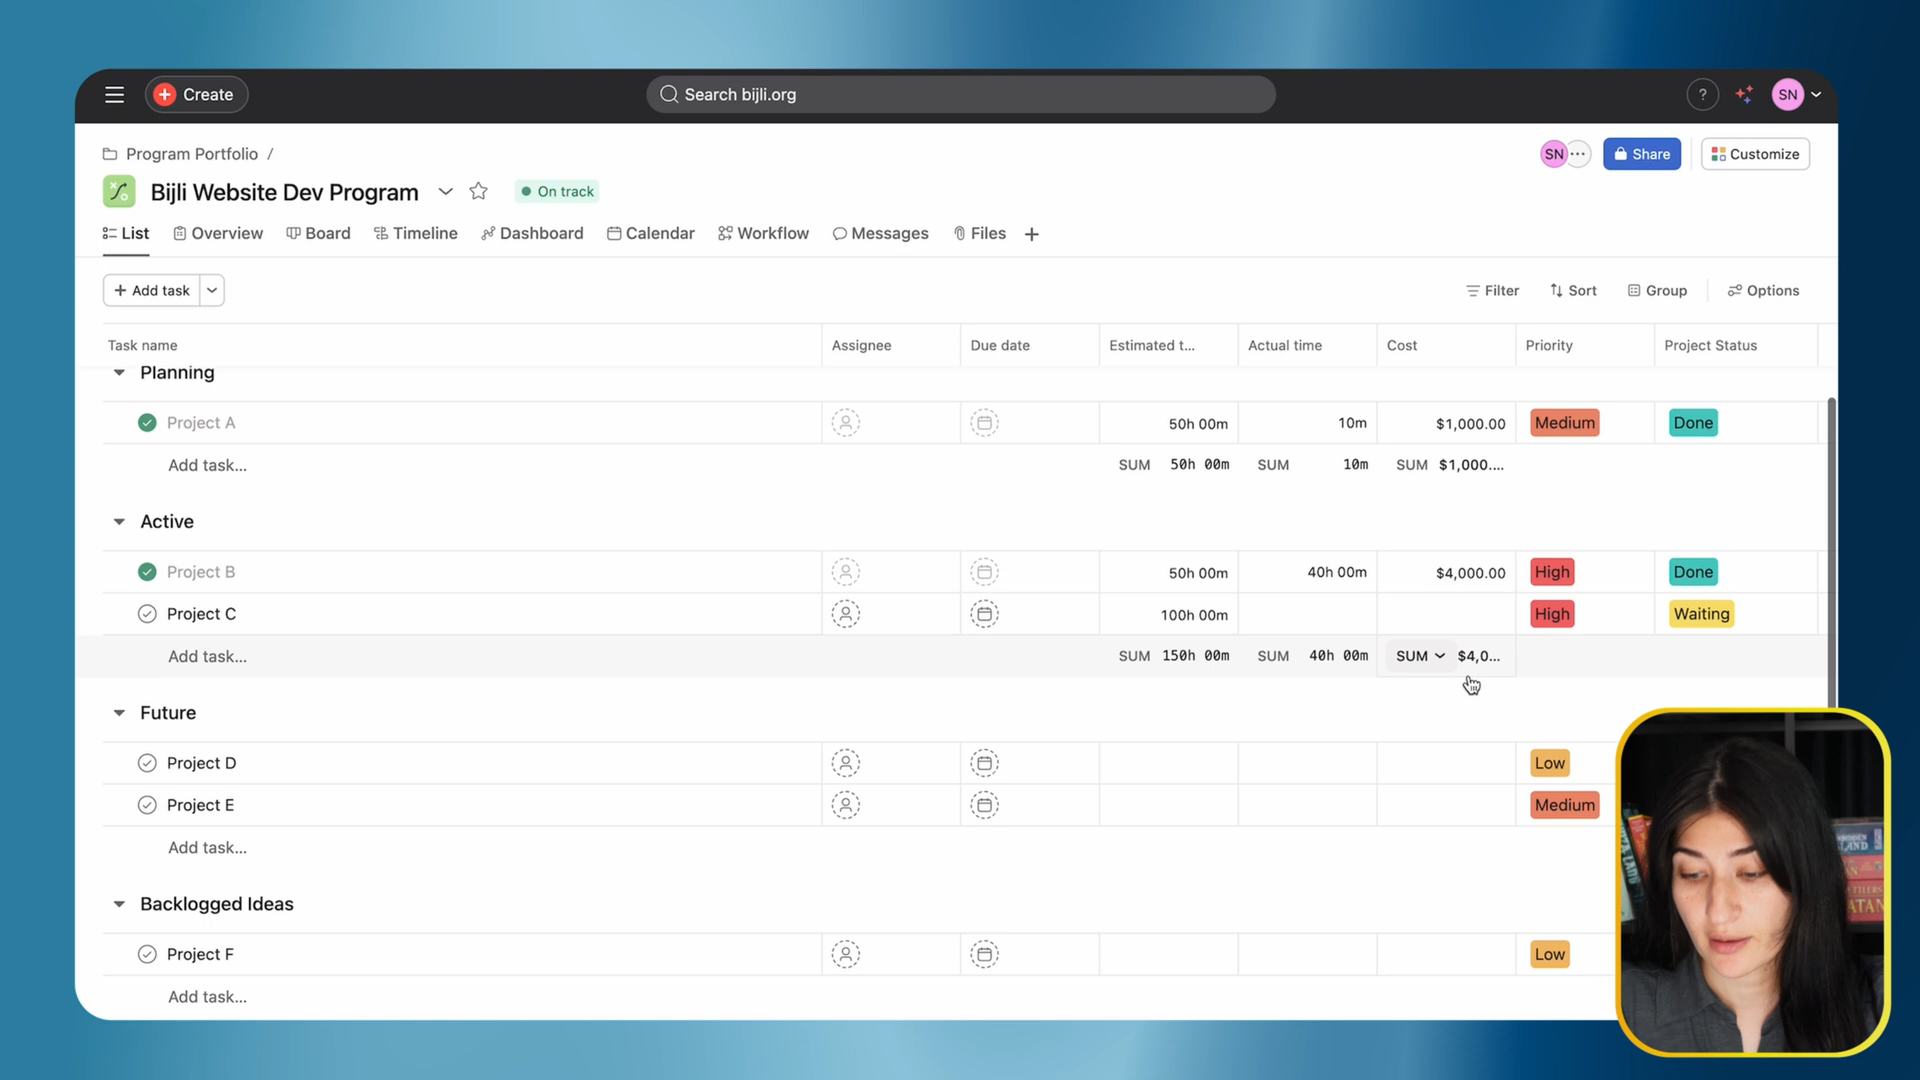 Create
Search bijli.org
?
SN
Program Portfolio /
SN
Share
Customize
Bijli Website Dev Program
On track
List
Overview
Board
Timeline
Dashboard
Calendar
Workflow
Messages
Files
+ Add task
Filter
Sort
Group
Options
Task name
Assignee
Due date
Estimated t...
Actual time
Cost
Priority
Project Status
Planning
Project A
50h 00m
10m
$1,000.00
Medium
Done
Add task...
SUM 50h 00m
SUM 10m
SUM $1,000....
Active
Project B
50h 00m
40h 00m
$4,000.00
High
Done
Project C
100h 00m
High
Waiting
Add task...
SUM 150h 00m
SUM 40h 00m
SUM $4,0...
Future
Project D
Low
Project E
Medium
Add task...
Backlogged Ideas
Project F
Low
Add task...